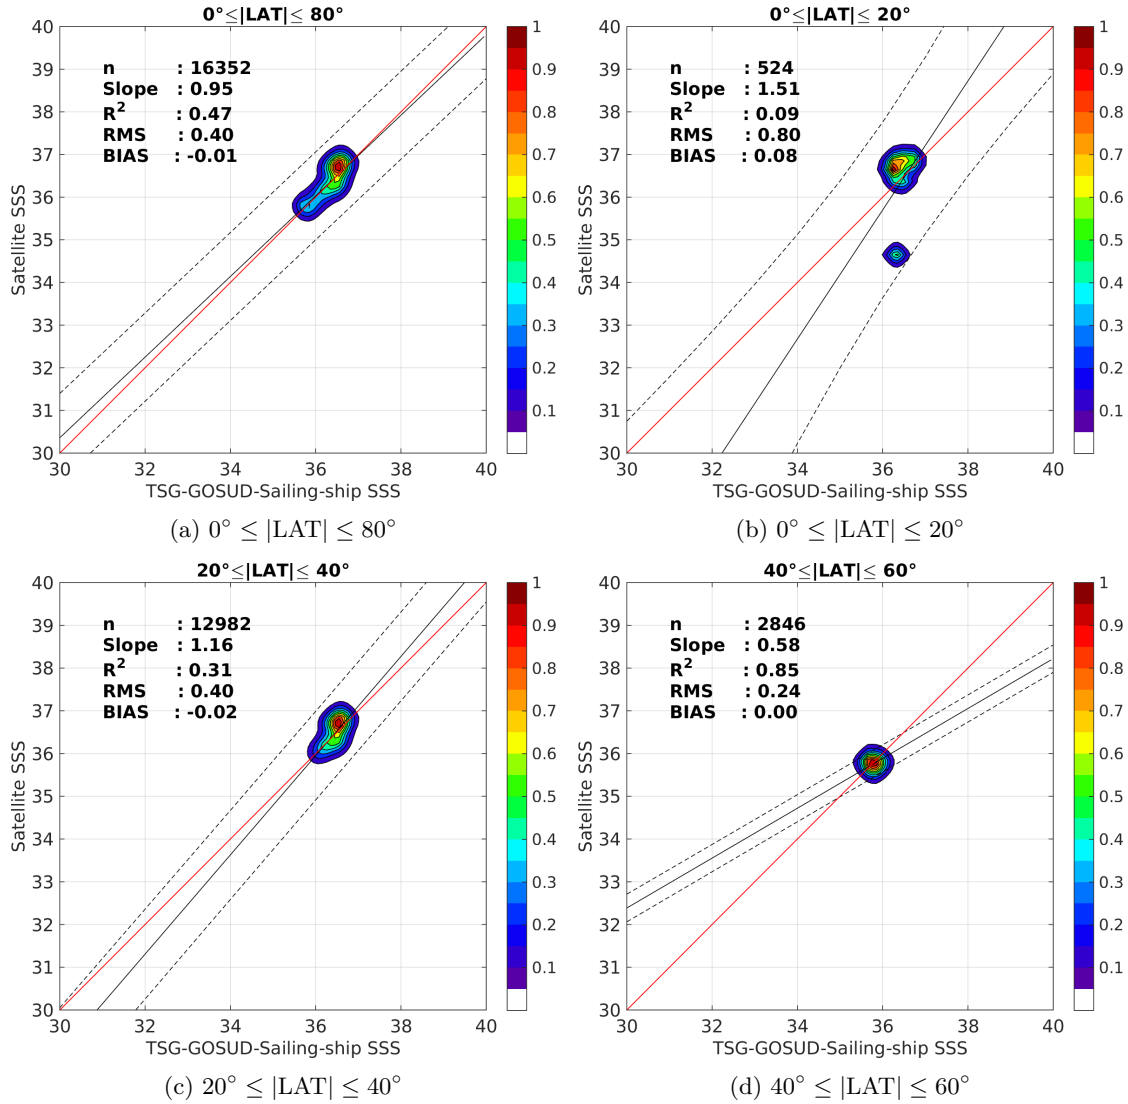 0°≤|LAT|≤ 80°
n : 16352
Slope : 0.95
R² : 0.47
RMS : 0.40
BIAS : -0.01
Satellite SSS
40
39
38
37
36
35
34
33
32
31
30
30 32 34 36 38 40
TSG-GOSUD-Sailing-ship SSS
1
0.9
0.8
0.7
0.6
0.5
0.4
0.3
0.2
0.1
(a) 0° ≤ |LAT| ≤ 80°
0°≤|LAT|≤ 20°
n : 524
Slope : 1.51
R² : 0.09
RMS : 0.80
BIAS : 0.08
Satellite SSS
40
39
38
37
36
35
34
33
32
31
30
30 32 34 36 38 40
TSG-GOSUD-Sailing-ship SSS
1
0.9
0.8
0.7
0.6
0.5
0.4
0.3
0.2
0.1
(b) 0° ≤ |LAT| ≤ 20°
20°≤|LAT|≤ 40°
n : 12982
Slope : 1.16
R² : 0.31
RMS : 0.40
BIAS : -0.02
Satellite SSS
40
39
38
37
36
35
34
33
32
31
30
30 32 34 36 38 40
TSG-GOSUD-Sailing-ship SSS
1
0.9
0.8
0.7
0.6
0.5
0.4
0.3
0.2
0.1
(c) 20° ≤ |LAT| ≤ 40°
40°≤|LAT|≤ 60°
n : 2846
Slope : 0.58
R² : 0.85
RMS : 0.24
BIAS : 0.00
Satellite SSS
40
39
38
37
36
35
34
33
32
31
30
30 32 34 36 38 40
TSG-GOSUD-Sailing-ship SSS
1
0.9
0.8
0.7
0.6
0.5
0.4
0.3
0.2
0.1
(d) 40° ≤ |LAT| ≤ 60°